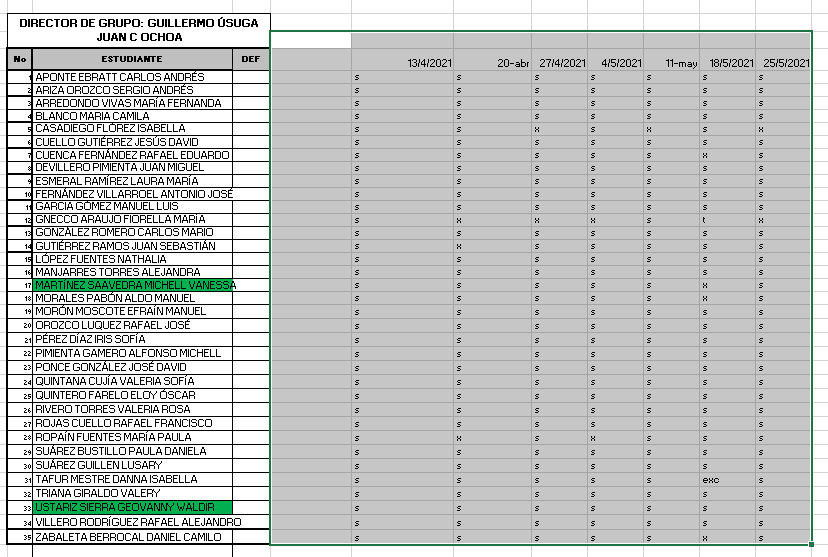 DIRECTOR DE GRUPO: GUILLERMO ÚSUGA
JUAN C OCHOA
No ESTUDIANTE DEF 13/4/2021 20-abr 27/4/2021 4/5/2021 11-may 18/5/2021 25/5/2021
1 APONTE EBRATT CARLOS ANDRÉS s s s s s s s
2 ARIZA OROZCO SERGIO ANDRÉS s s s s s s s
3 ARREDONDO VIVAS MARÍA FERNANDA s s s s s s s
4 BLANCO MARIA CAMILA s s s s s s s
5 CASADIEGO FLÓREZ ISABELLA s s x s x s x
6 CUELLO GUTIÉRREZ JESÚS DAVID s s s s s s s
7 CUENCA FERNÁNDEZ RAFAEL EDUARDO s s s s s x s
8 DEVILLERO PIMIENTA JUAN MIGUEL s s s s s s s
9 ESMERAL RAMÍREZ LAURA MARÍA s s s s s s s
10 FERNÁNDEZ VILLARROEL ANTONIO JOSÉ s s s s s s s
11 GARCIA GÓMEZ MANUEL LUIS s s s s s s s
12 GNECCO ARAUJO FIORELLA MARÍA s x x x s t x
13 GONZÁLEZ ROMERO CARLOS MARIO s s s s s s s
14 GUTIÉRREZ RAMOS JUAN SEBASTIÁN s x s s s s s
15 LÓPEZ FUENTES NATHALIA s s s s s s s
16 MANJARRES TORRES ALEJANDRA s s s s s s s
17 MARTÍNEZ SAAVEDRA MICHELL VANESSA s s s s s x s
18 MORALES PABÓN ALDO MANUEL s s s s s x s
19 MORÓN MOSCOTE EFRAÍN MANUEL s s s s s s s
20 OROZCO LUQUEZ RAFAEL JOSÉ s s s s s s s
21 PÉREZ DÍAZ IRIS SOFÍA s s s s s s s
22 PIMIENTA GAMERO ALFONSO MICHELL s s s s s s s
23 PONCE GONZÁLEZ JOSÉ DAVID s s s s s s s
24 QUINTANA CUJÍA VALERIA SOFÍA s s s s s s s
25 QUINTERO FARELO ELOY ÓSCAR s s s s s s s
26 RIVERO TORRES VALERIA ROSA s s s s s s s
27 ROJAS CUELLO RAFAEL FRANCISCO s s s s s s s
28 ROPAÍN FUENTES MARÍA PAULA s x s x s s s
29 SUÁREZ BUSTILLO PAULA DANIELA s s s s s s s
30 SUÁREZ GUILLEN LUSARY s s s s s s s
31 TAFUR MESTRE DANNA ISABELLA s s s s s exc s
32 TRIANA GIRALDO VALERY s s s s s s s
33 USTARIZ SIERRA GEOVANNY WALDIR s s s s s s s
34 VILLERO RODRÍGUEZ RAFAEL ALEJANDRO s s s s s s s
35 ZABALETA BERROCAL DANIEL CAMILO s s s s s x s